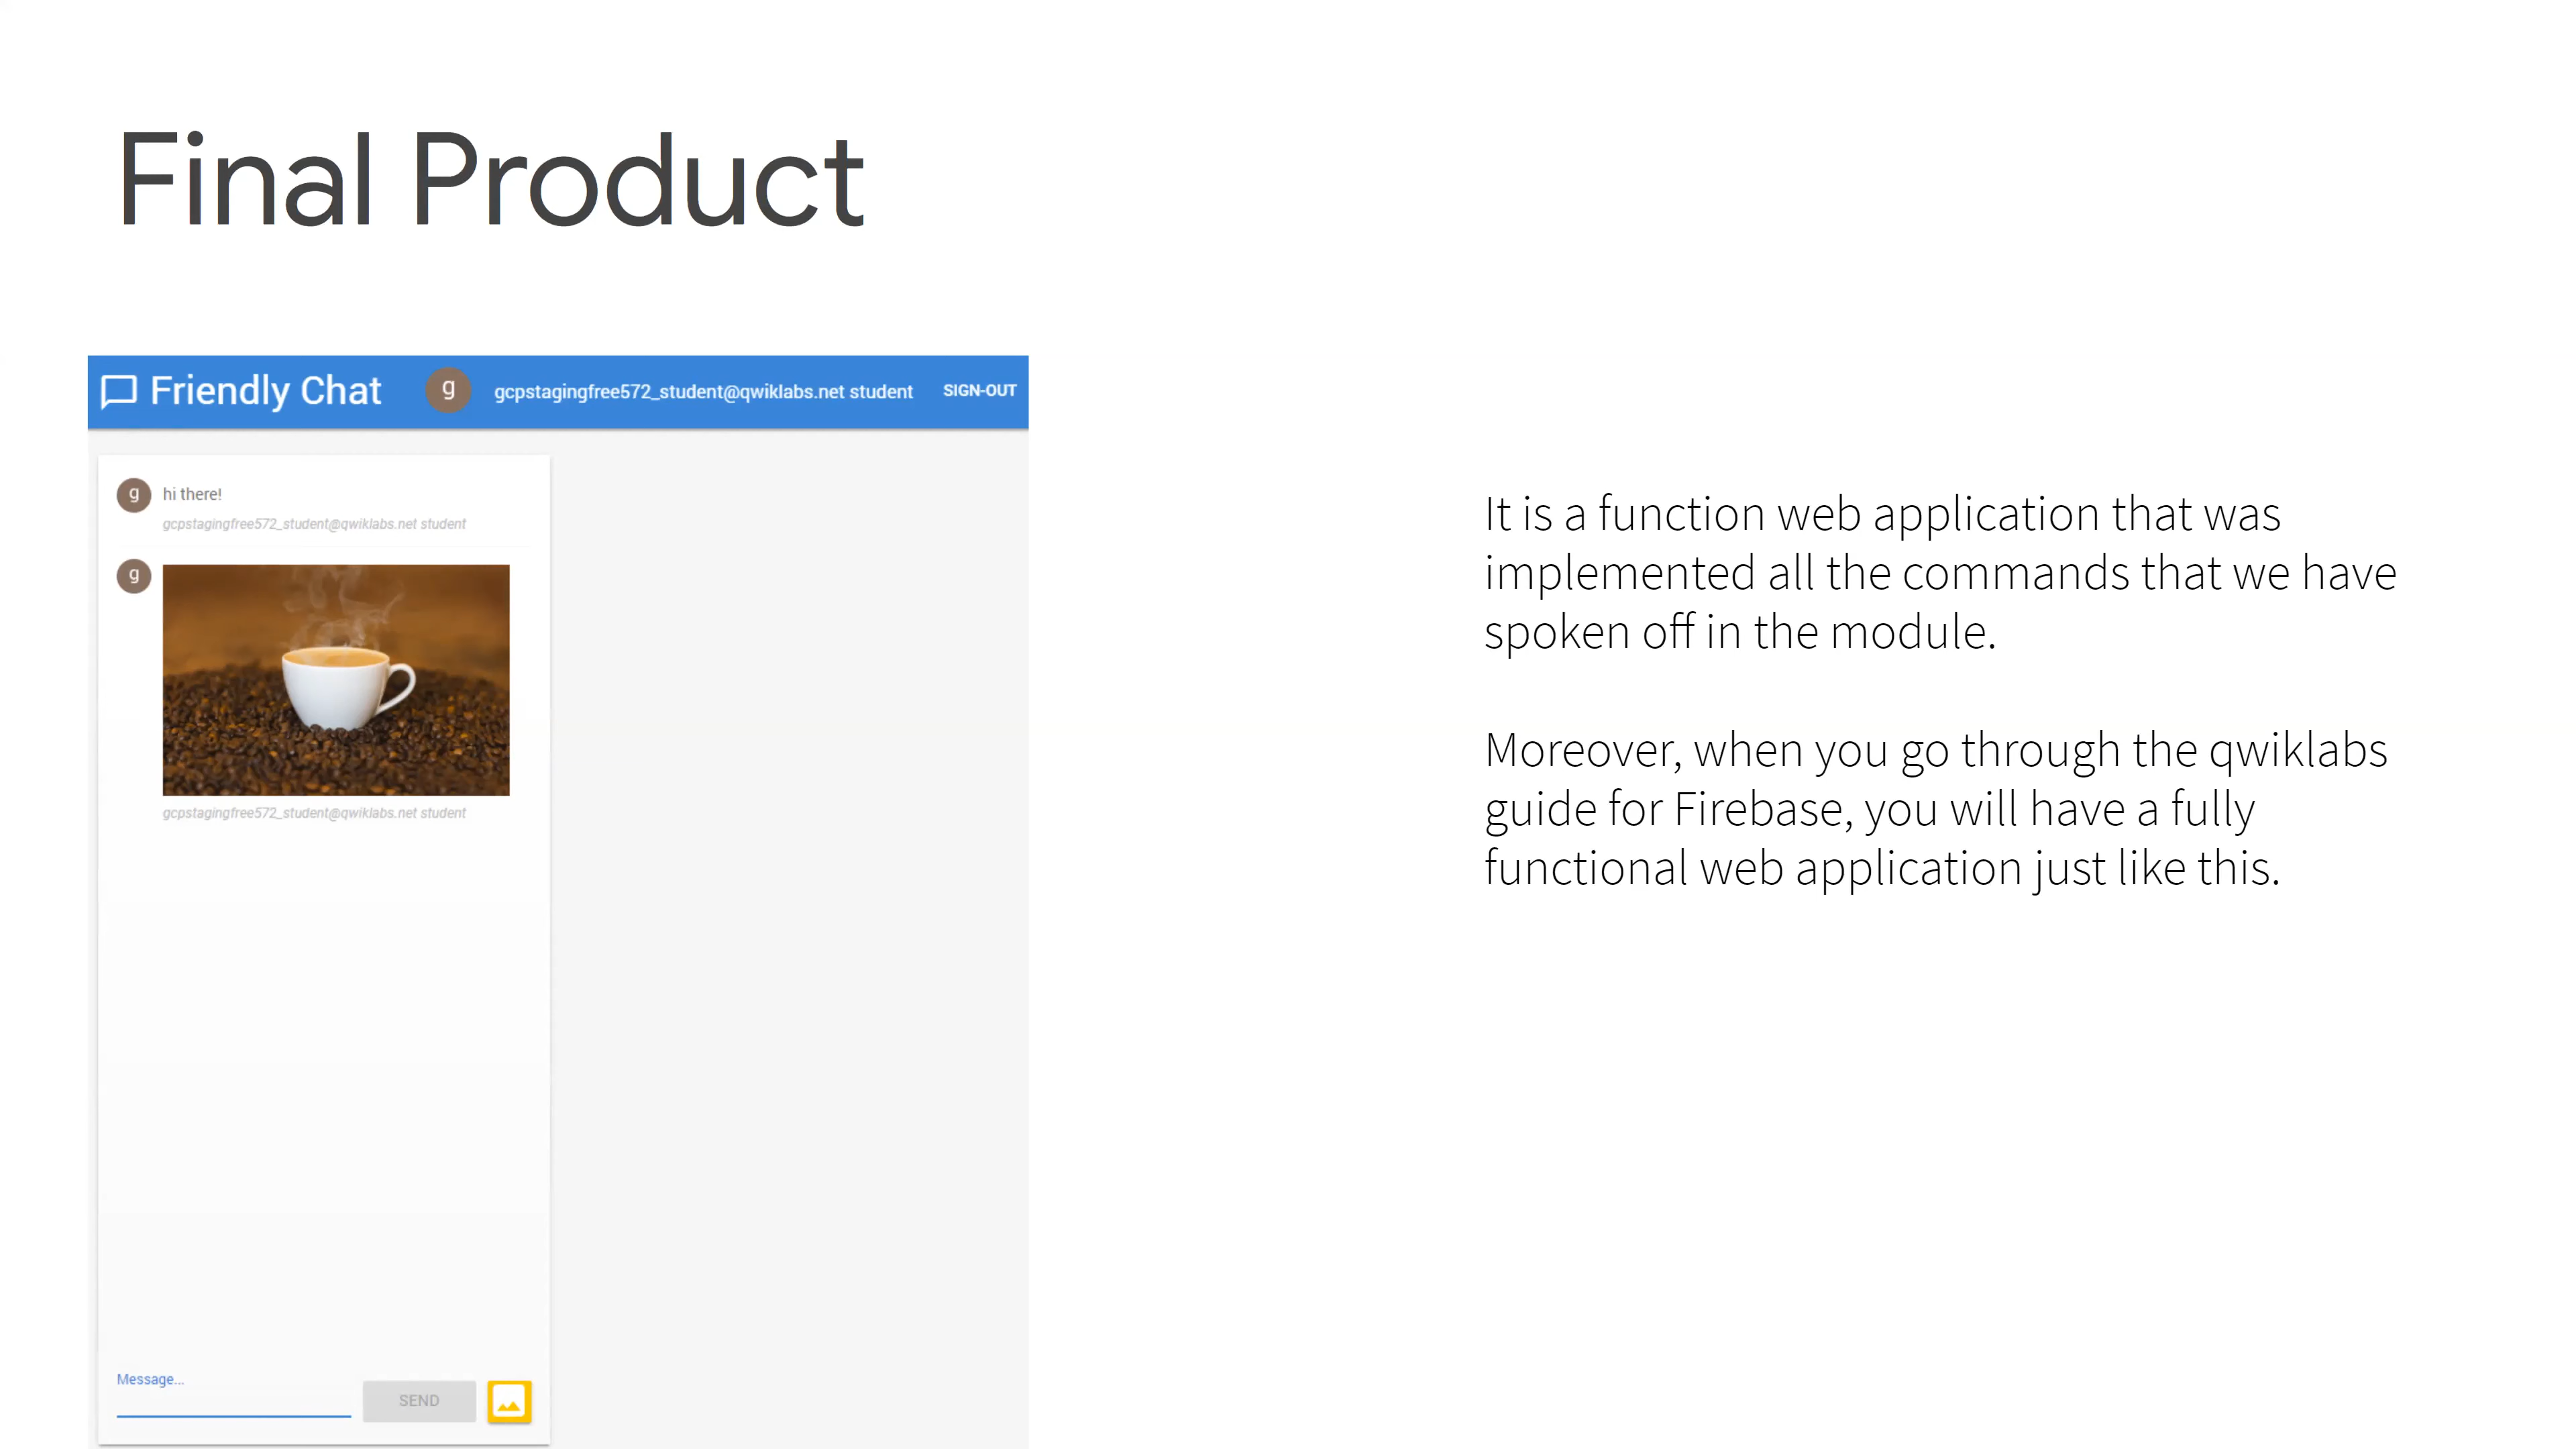 Final Product
Friendly Chat
g
gcpstagingfree572_student@qwiklabs.net student
SIGN-OUT
g
hi there!
gcpstagingfree572_student@qwiklabs.net student
g
gcpstagingfree572_student@qwiklabs.net student
Message...
SEND
It is a function web application that was
implemented all the commands that we have
spoken off in the module.
Moreover, when you go through the qwiklabs
guide for Firebase, you will have a fully
functional web application just like this.